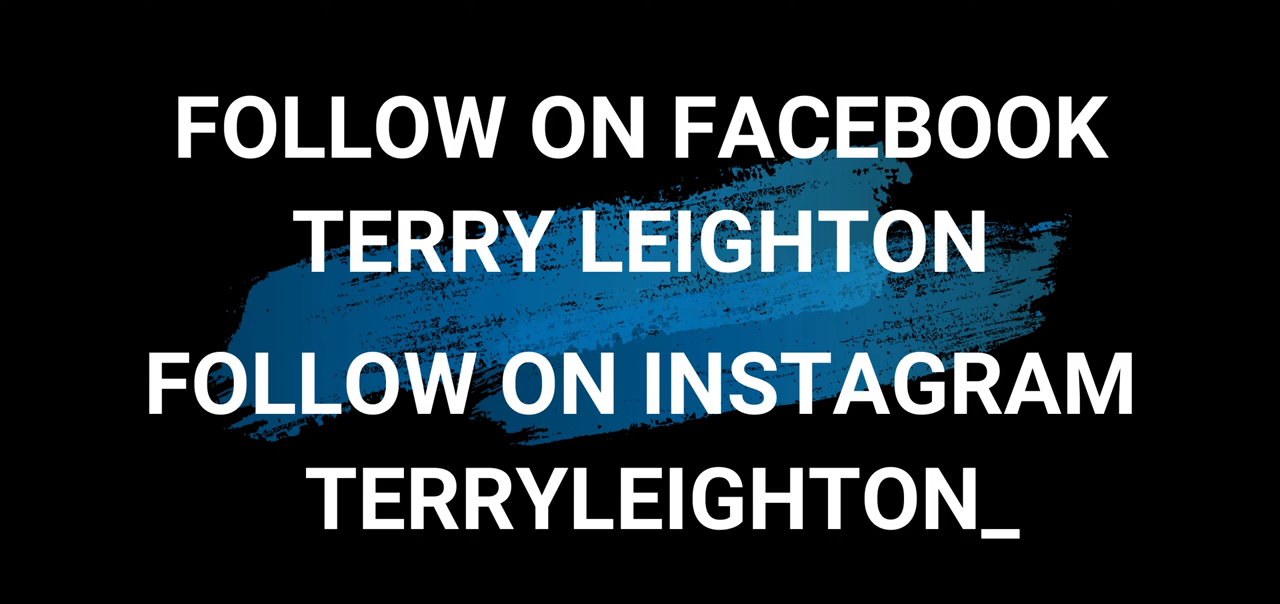 FOLLOW ON FACEBOOK
TERRY LEIGHTON
FOLLOW ON INSTAGRAM
TERRYLEIGHTON_